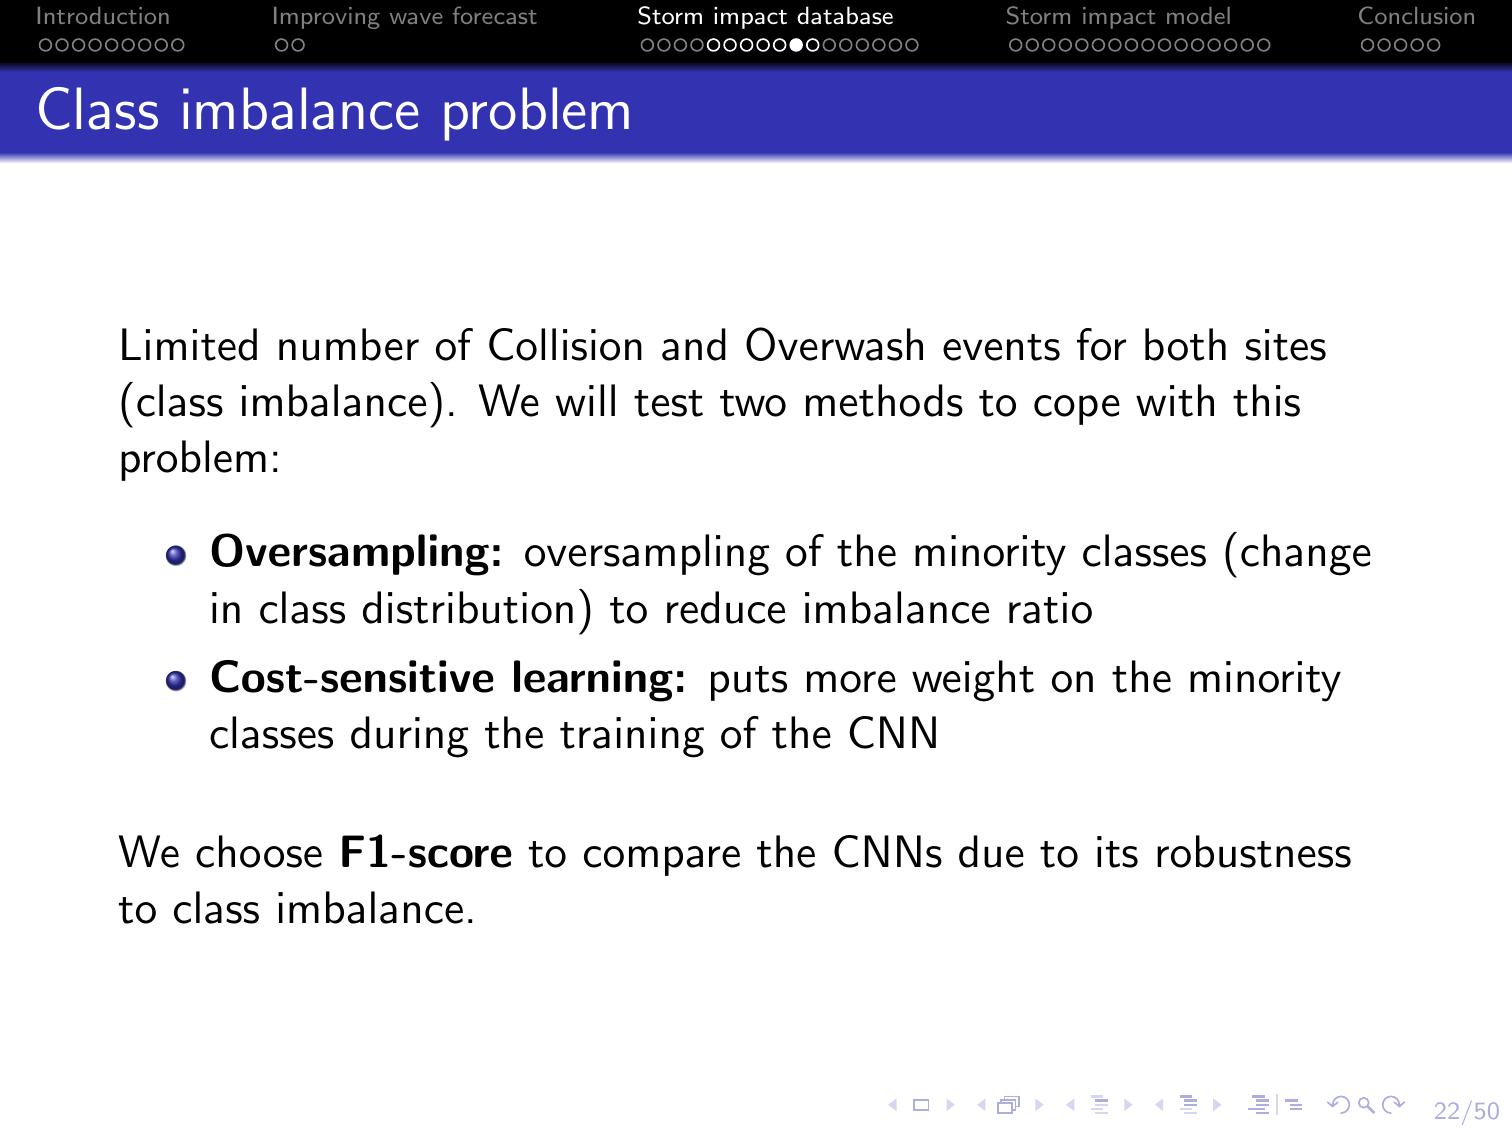 Introduction Improving wave forecast Storm impact database Storm impact model Conclusion
Class imbalance problem
Limited number of Collision and Overwash events for both sites
(class imbalance). We will test two methods to cope with this
problem:
Oversampling: oversampling of the minority classes (change
in class distribution) to reduce imbalance ratio
Cost-sensitive learning: puts more weight on the minority
classes during the training of the CNN
We choose F1-score to compare the CNNs due to its robustness
to class imbalance.
22/50